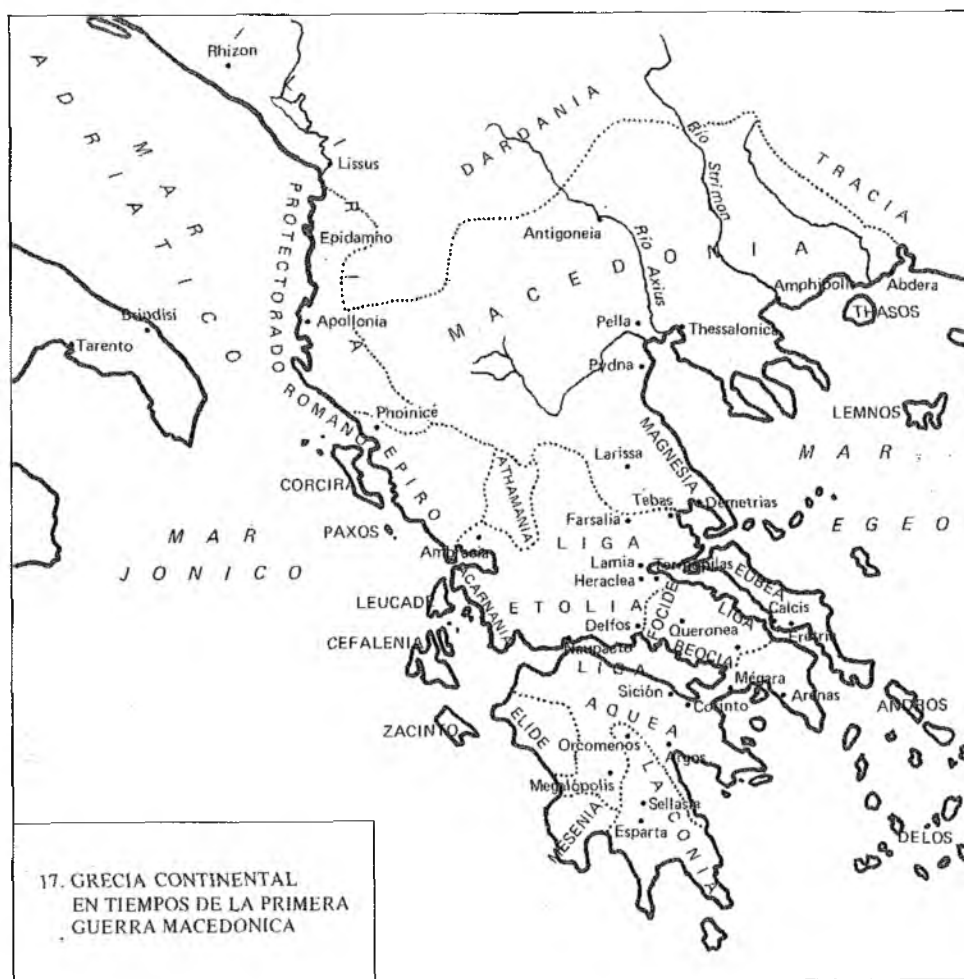 Rhizon
ILIRIA
MAR
ADRIATICO
DARDANIA
Lissus
Río Strimon
TRACIA
PROTECTORADO ROMANO
Epidamno
Antigoneia
Río Axius
MACEDONIA
Amphipolis
Abdera
THASOS
Brindisi
Apollonia
Pella
Thessalonica
Tarento
Pydna
LEMNOS
Phoinice
MAGNESIA
Larissa
MAR
EGEO
CORCIRA
EPIRO
ATHAMANIA
Tebas
Demetrias
PAXOS
Farsalia
MAR
JONICO
Ambracia
LIGA
Lamia
Termópilas
Heraclea
EUBEA
ACARNANIA
LEUCADE
ETOLIA
FOCIDE
LIGA
Calcis
Delfos
Queronea
Eretria
CEFALENIA
Naupacto
BEOCIA
LIGA
Mégara
Sición
Corinto
Atenas
ANDROS
ZACINTO
ELIDE
AQUEA
Orcomenos
Argos
Megalópolis
LACONIA
Sellasia
MESENIA
Esparta
DELOS
17. GRECIA CONTINENTAL
EN TIEMPOS DE LA PRIMERA
GUERRA MACEDONICA